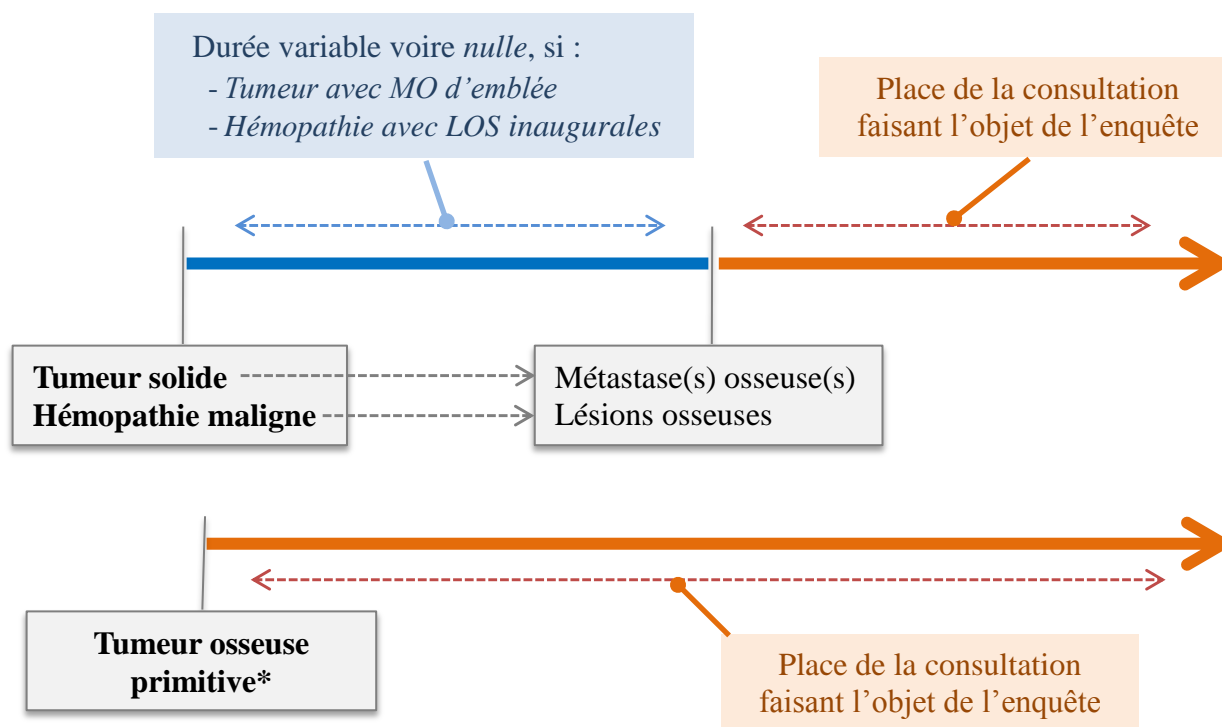 Durée variable voire nulle, si :
- Tumeur avec MO d’emblée
- Hémopathie avec LOS inaugurales
Place de la consultation
faisant l’objet de l’enquête
Tumeur solide
Hémopathie maligne
Métastase(s) osseuse(s)
Lésions osseuses
Tumeur osseuse
primitive*
Place de la consultation
faisant l’objet de l’enquête